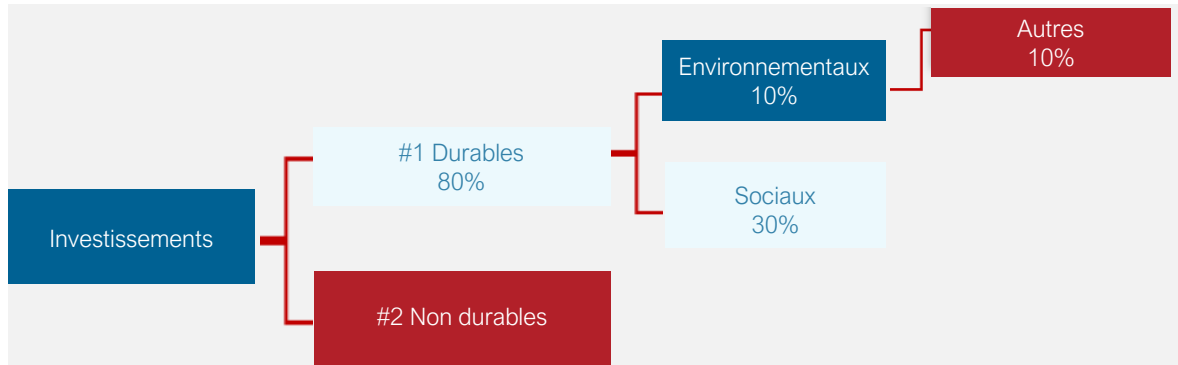 Autres
10%
Environnementaux
10%
#1 Durables
80%
Sociaux
30%
Investissements
#2 Non durables